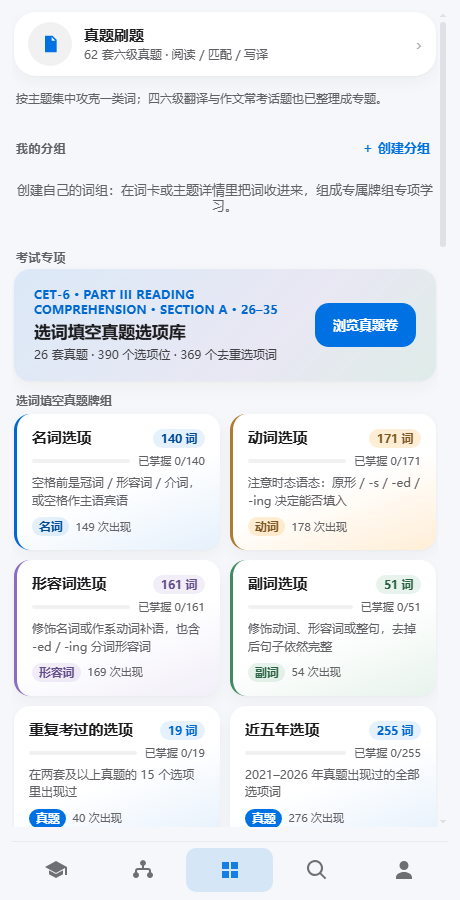 真题刷题
62 套六级真题 · 阅读 / 匹配 / 写译
›
按主题集中攻克一类词；四六级翻译与作文常考话题也已整理成专题。
我的分组
+ 创建分组
创建自己的词组：在词卡或主题详情里把词收进来，组成专属牌组专项学
习。
考试专项
CET-6 • PART III READING
COMPREHENSION • SECTION A • 26–35
选词填空真题选项库
26 套真题 · 390 个选项位 · 369 个去重选项词
浏览真题卷
选词填空真题牌组
名词选项
140 词
已掌握 0/140
空格前是冠词 / 形容词 / 介词，
或空格作主语宾语
名词
149 次出现
动词选项
171 词
已掌握 0/171
注意时态语态：原形 / -s / -ed /
-ing 决定能否填入
动词
178 次出现
形容词选项
161 词
已掌握 0/161
修饰名词或作系动词补语，也含
-ed / -ing 分词形容词
形容词
169 次出现
副词选项
51 词
已掌握 0/51
修饰动词、形容词或整句，去掉
后句子依然完整
副词
54 次出现
重复考过的选项
19 词
已掌握 0/19
在两套及以上真题的 15 个选项
里出现过
真题
40 次出现
近五年选项
255 词
已掌握 0/255
2021–2026 年真题出现过的全部
选项词
真题
276 次出现